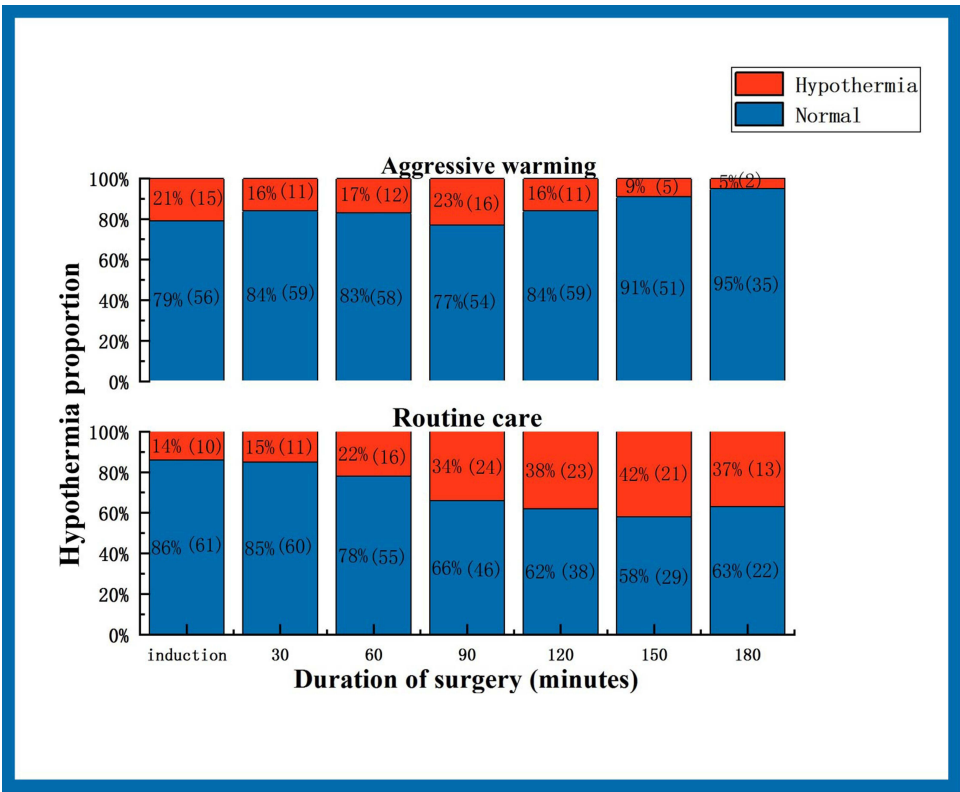 Hypothermia
Normal
Aggressive warming
100%
80%
60%
40%
20%
0%
21% (15) 16% (11) 17% (12) 23% (16) 16%(11) 9% (5) 5%(2)
79% (56) 84% (59) 83%(58) 77%(54) 84%(59) 91%(51) 95%(35)
Hypothermia proportion
Routine care
100%
80%
60%
40%
20%
0%
14% (10) 15% (11) 22% (16) 34% (24) 38% (23) 42% (21) 37% (13)
86% (61) 85% (60) 78% (55) 66% (46) 62% (38) 58% (29) 63% (22)
induction 30 60 90 120 150 180
Duration of surgery (minutes)